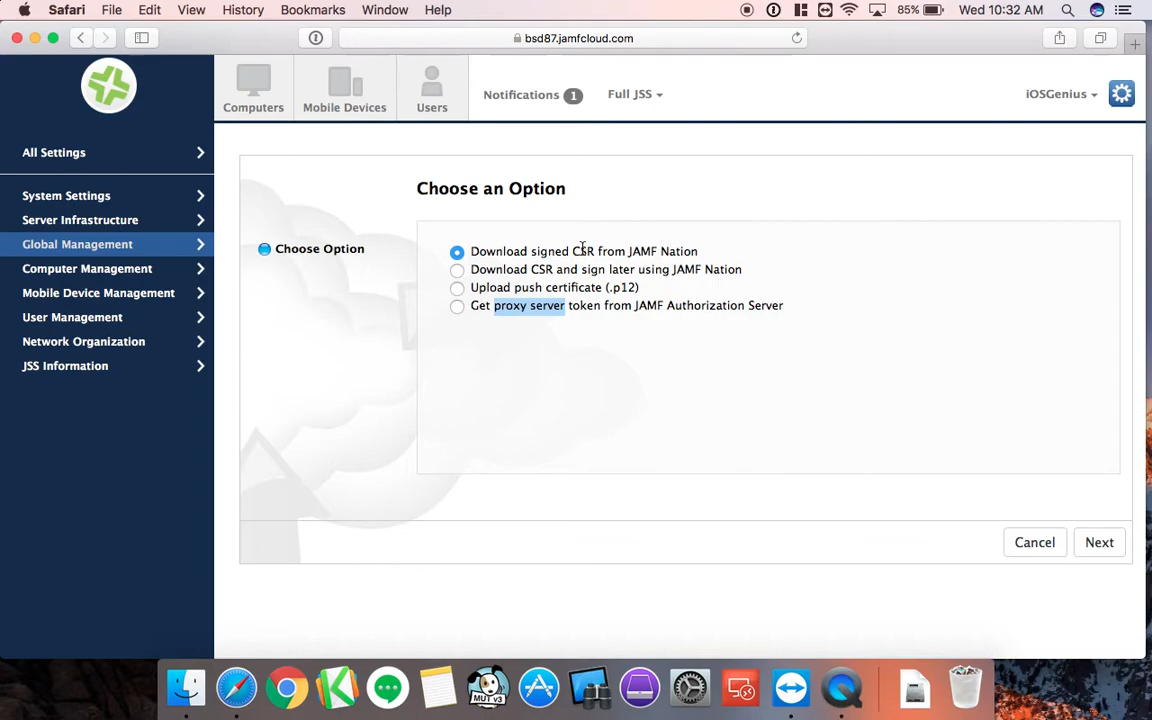 Safari File Edit View History Bookmarks Window Help 85% Wed 10:32 AM
bsd87.jamfcloud.com
Computers Mobile Devices Users Notifications 1 Full JSS iOSGenius
All Settings
System Settings
Server Infrastructure
Global Management
Computer Management
Mobile Device Management
User Management
Network Organization
JSS Information
Choose an Option
Choose Option
Download signed CSR from JAMF Nation
Download CSR and sign later using JAMF Nation
Upload push certificate (.p12)
Get proxy server token from JAMF Authorization Server
Cancel Next
MUT v3